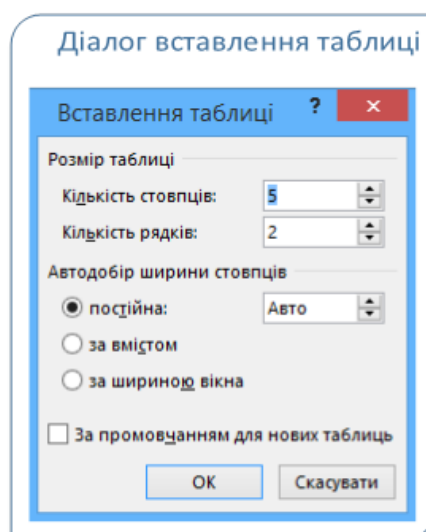 Діалог вставлення таблиці
Вставлення таблиці ? ×
Розмір таблиці
Кількість стовпців: 5
Кількість рядків: 2
Автодобір ширини стовпців
постійна: Авто
за вмістом
за шириною вікна
За промовчанням для нових таблиць
ОК Скасувати